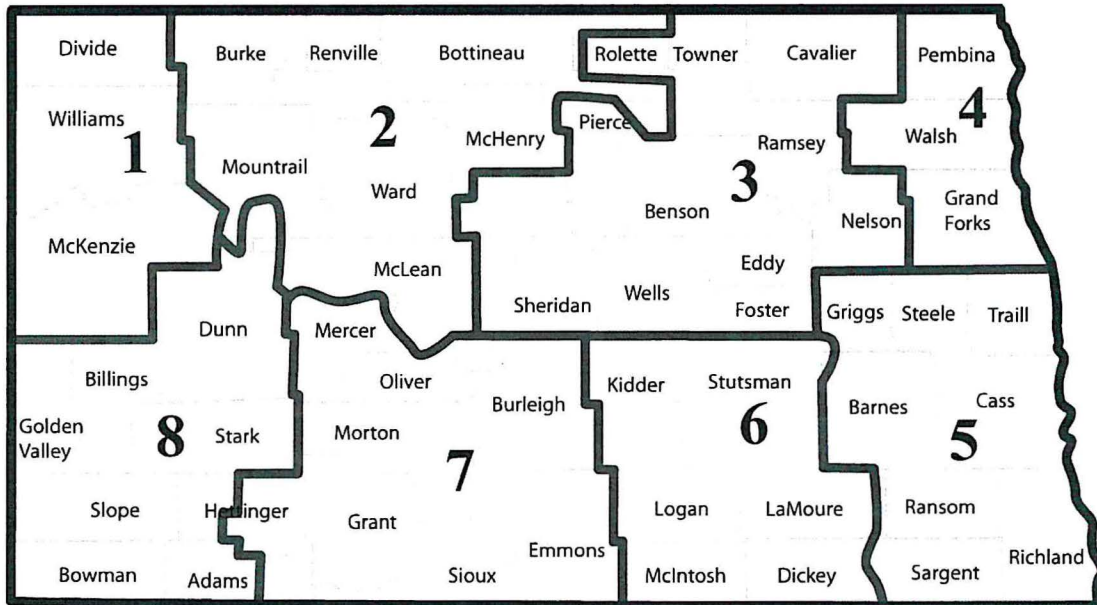 Divide
Burke
Renville
Bottineau
Rolette
Towner
Cavalier
Pembina
Williams
1
2
McHenry
Pierce
Ramsey
4
Walsh
Mountrail
Ward
3
Benson
Grand
Forks
Nelson
McKenzie
McLean
Eddy
Sheridan
Wells
Foster
Dunn
Mercer
Griggs
Steele
Traill
Billings
Oliver
Burleigh
Kidder
Stutsman
Barnes
Cass
Golden
Valley
8
Stark
Morton
7
6
5
Slope
Hettinger
Grant
Logan
LaMoure
Ransom
Emmons
Richland
Bowman
Adams
Sioux
McIntosh
Dickey
Sargent